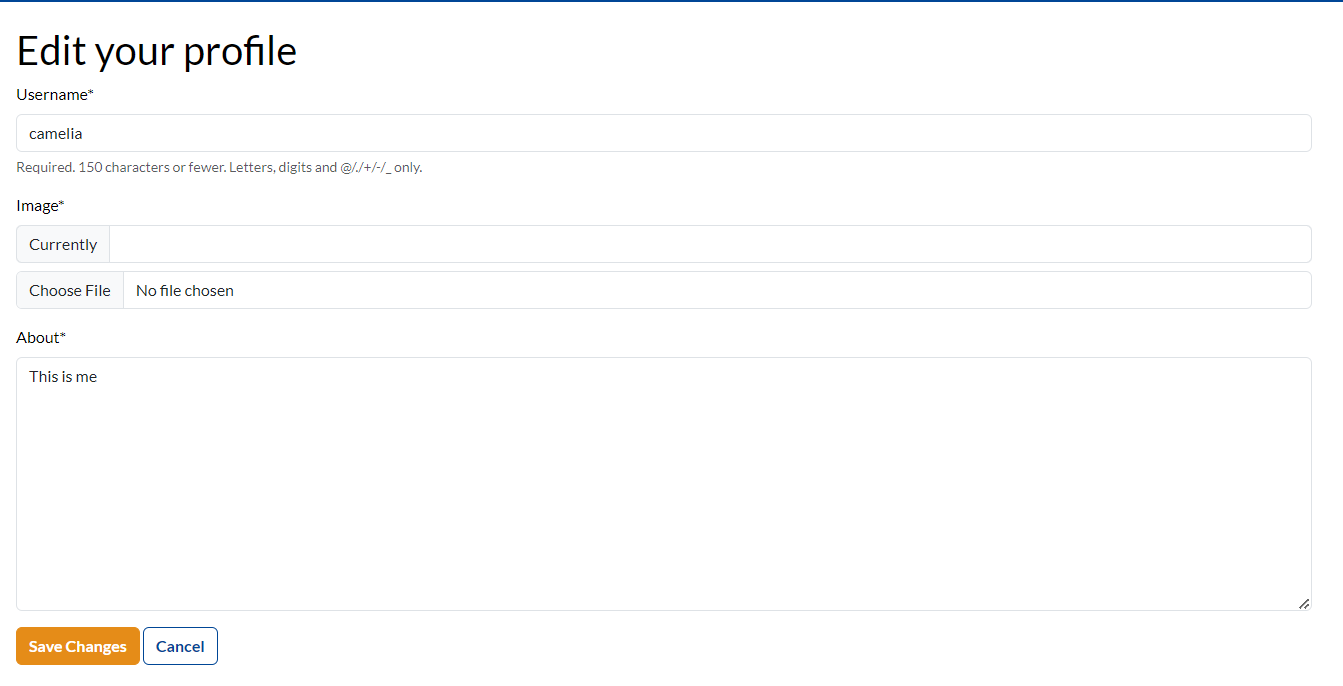 Edit your profile
Username*
camelia
Required. 150 characters or fewer. Letters, digits and @/./+/-/_ only.
Image*
Currently
Choose File No file chosen
About*
This is me
Save Changes Cancel